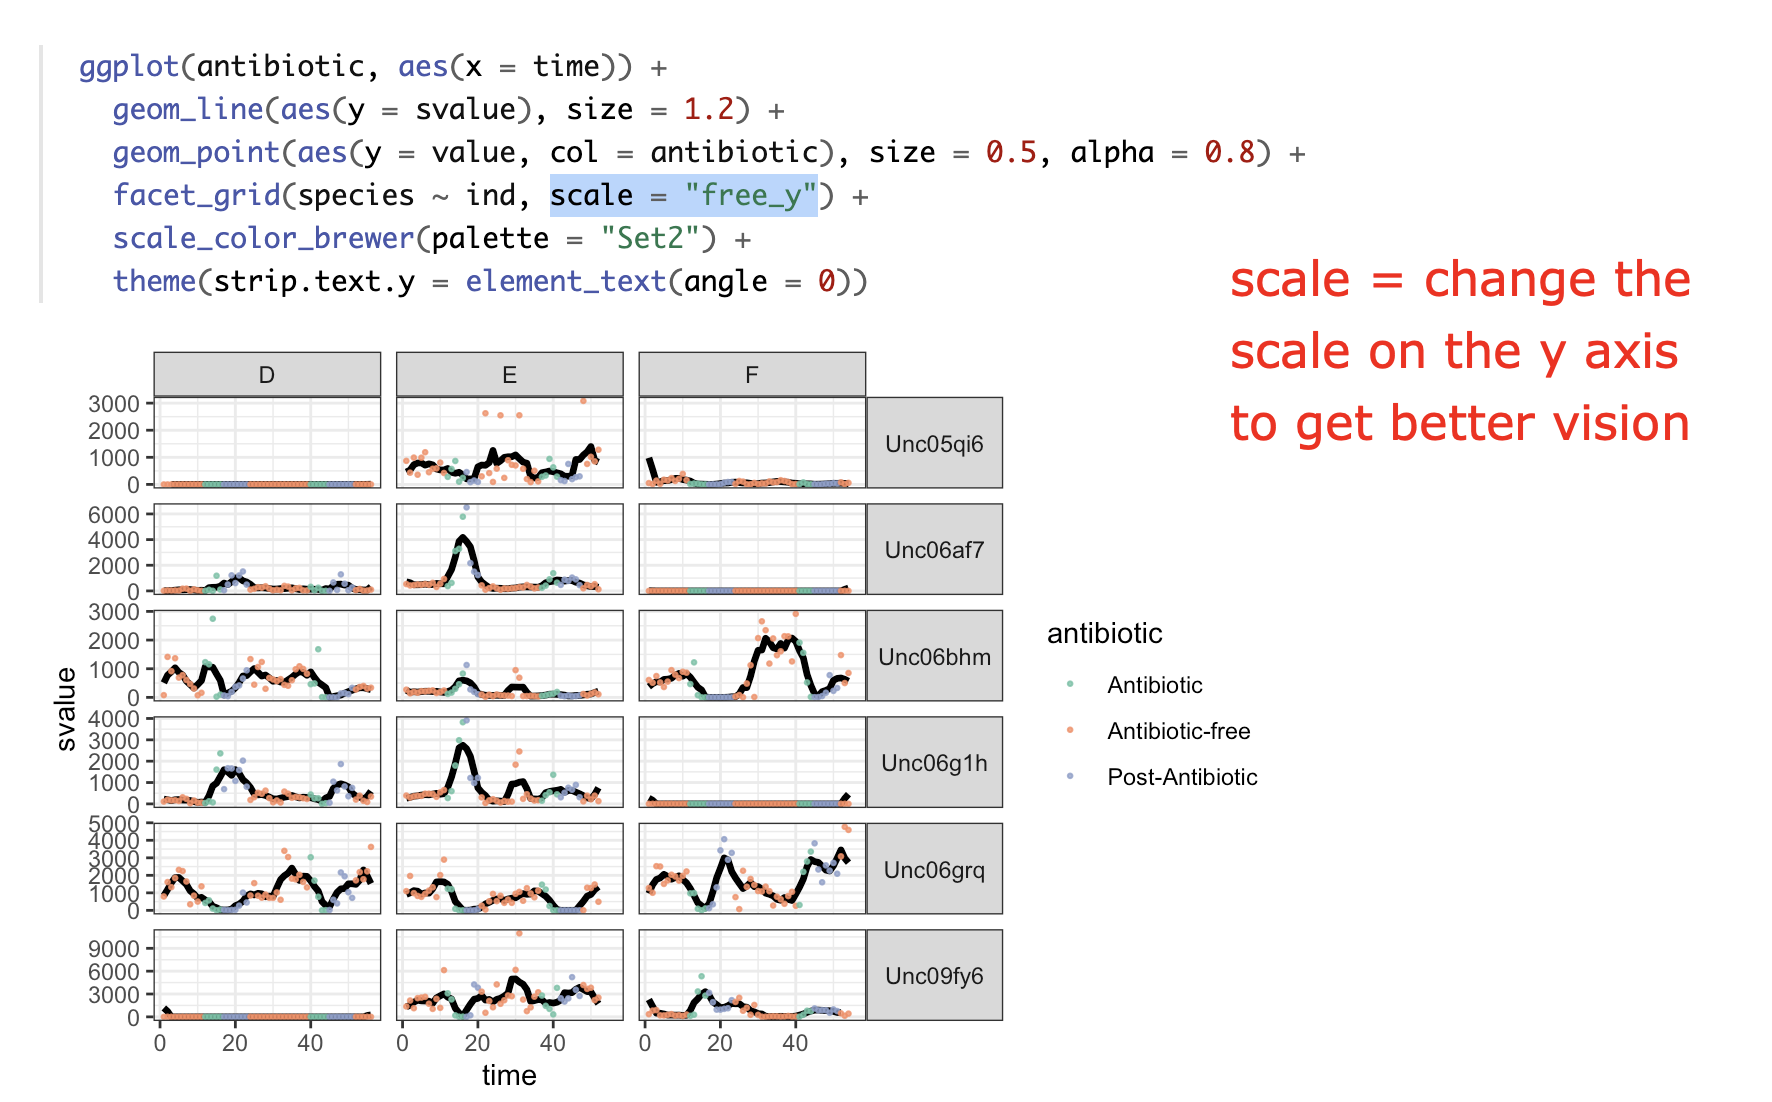 ggplot(antibiotic, aes(x = time)) +
  geom_line(aes(y = svalue), size = 1.2) +
  geom_point(aes(y = value, col = antibiotic), size = 0.5, alpha = 0.8) +
  facet_grid(species ~ ind, scale = "free_y") +
  scale_color_brewer(palette = "Set2") +
  theme(strip.text.y = element_text(angle = 0))
scale = change the
scale on the y axis
to get better vision
D E F
3000
2000
1000
0
Unc05qi6
6000
4000
2000
0
Unc06af7
3000
2000
1000
0
Unc06bhm
4000
3000
2000
1000
0
Unc06g1h
5000
4000
3000
2000
1000
0
Unc06grq
9000
6000
3000
0
Unc09fy6
svalue
0 20 40 0 20 40 0 20 40
time
antibiotic
Antibiotic
Antibiotic-free
Post-Antibiotic